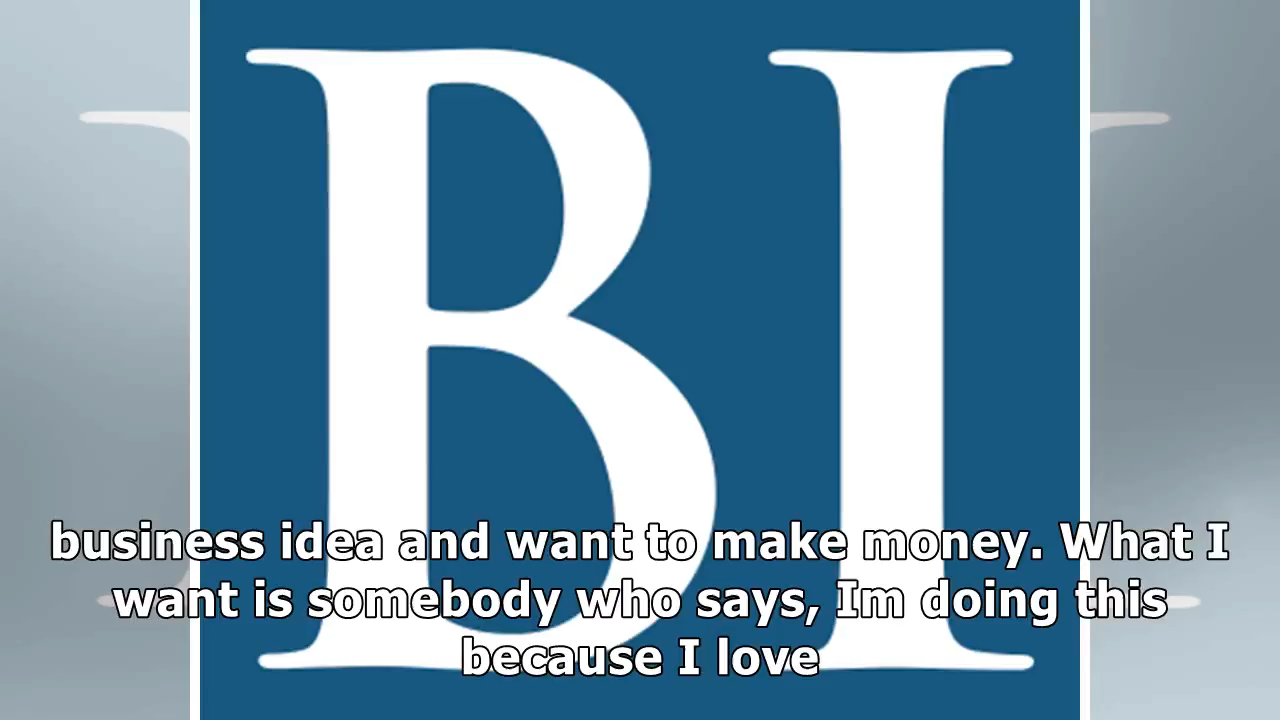 BI
business idea and want to make money. What I
want is somebody who says, Im doing this
because I love